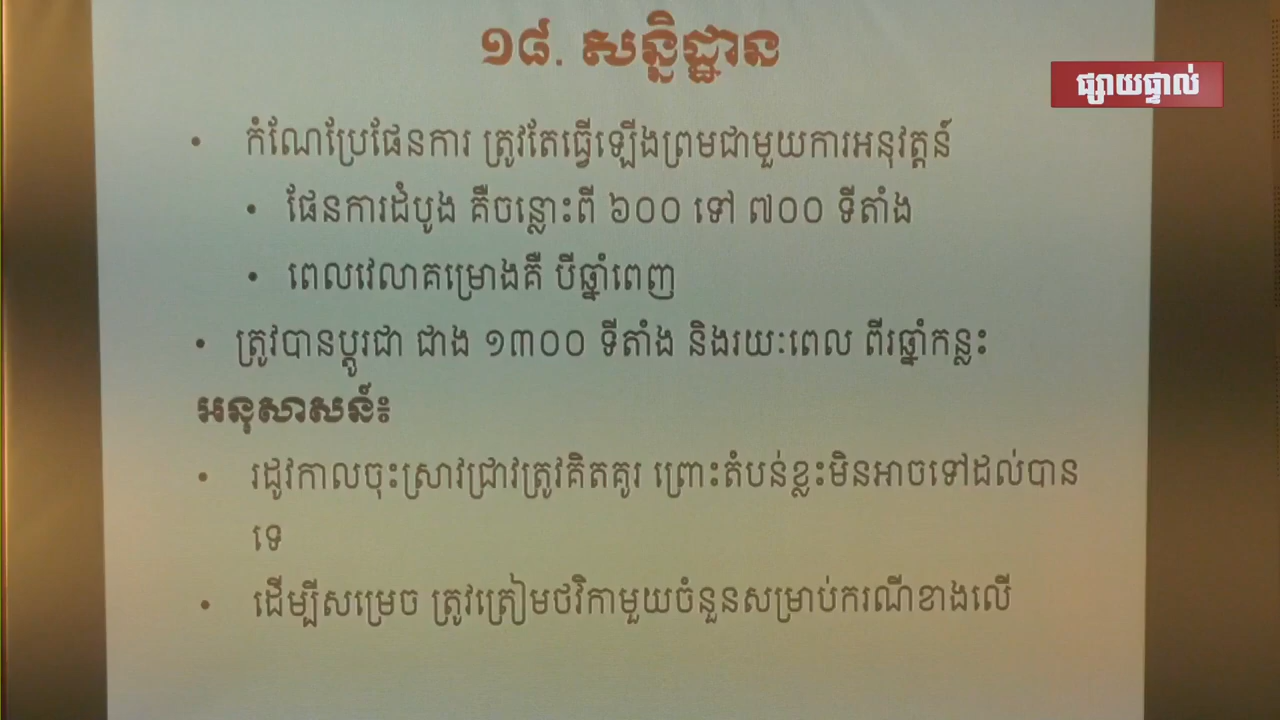 ១៨. សន្និដ្ឋាន
ផ្សាយផ្ទាល់
• កំណែប្រែផែនការ ត្រូវតែធ្វើឡើងព្រមជាមួយការអនុវត្តន៍
• ផែនការដំបូង គឺចន្លោះពី ៦០០ ទៅ ៧០០ ទីតាំង
• ពេលវេលាគម្រោងគឺ បីឆ្នាំពេញ
• ត្រូវបានប្តូរជា ជាង ១៣០០ ទីតាំង និងរយៈពេល ពីរឆ្នាំកន្លះ
អនុសាសន៍៖
• រដូវកាលចុះស្រាវជ្រាវត្រូវគិតគូរ ព្រោះតំបន់ខ្លះមិនអាចទៅដល់បាន
ទេ
• ដើម្បីសម្រេច ត្រូវត្រៀមថវិកាមួយចំនួនសម្រាប់ករណីខាងលើ